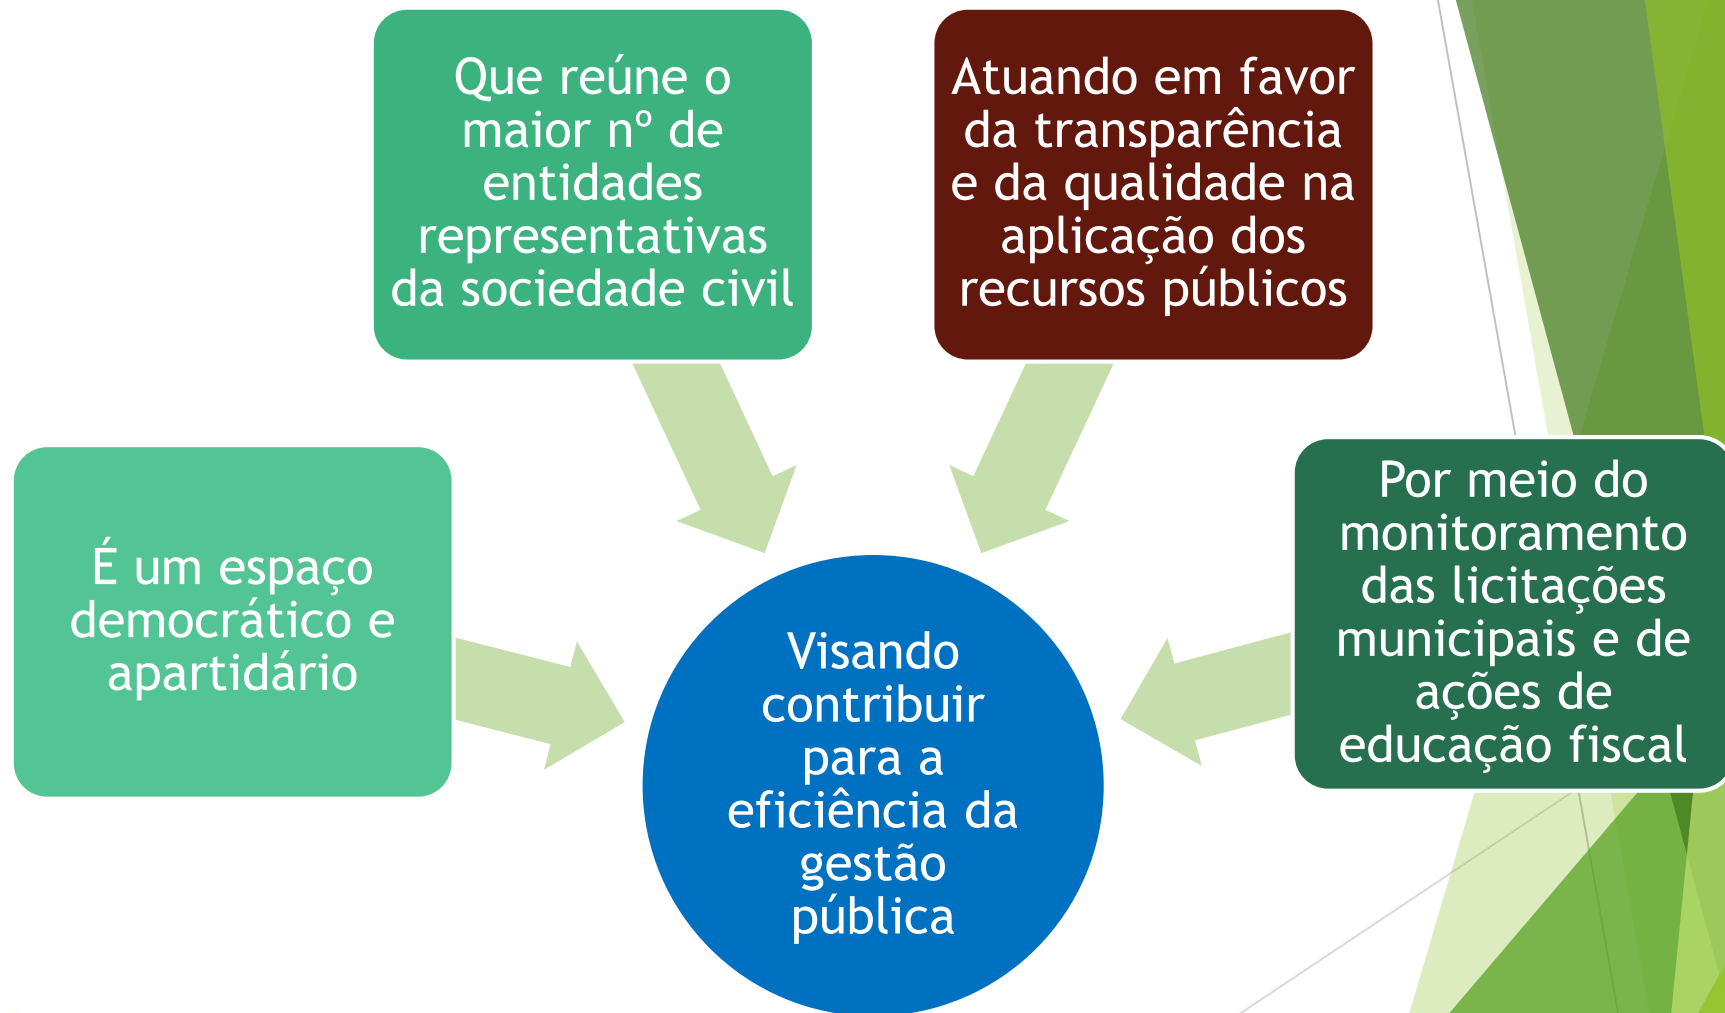 É um espaço
democrático e
apartidário
Que reúne o
maior nº de
entidades
representativas
da sociedade civil
Atuando em favor
da transparência
e da qualidade na
aplicação dos
recursos públicos
Por meio do
monitoramento
das licitações
municipais e de
ações de
educação fiscal
Visando
contribuir
para a
eficiência da
gestão
pública